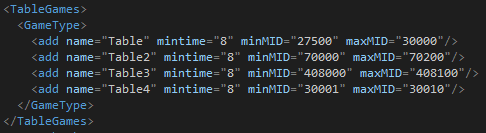 <TableGames>
<GameType>
<add name="Table" mintime="8" minMID="27500" maxMID="30000"/>
<add name="Table2" mintime="8" minMID="70000" maxMID="70200"/>
<add name="Table3" mintime="8" minMID="408000" maxMID="408100"/>
<add name="Table4" mintime="8" minMID="30001" maxMID="30010"/>
</GameType>
</TableGames>